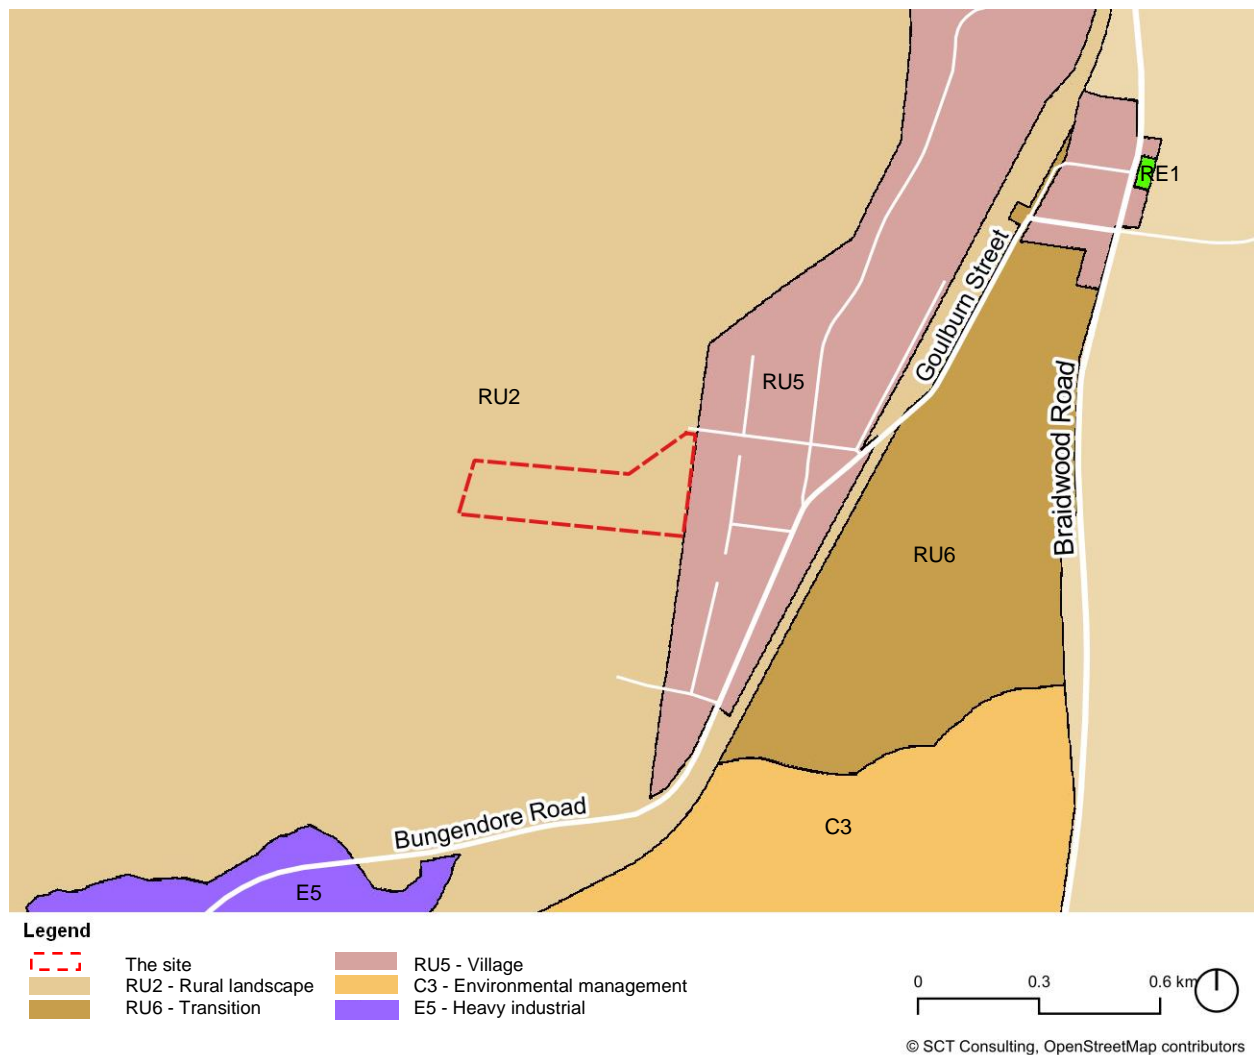 RE1
Goulburn Street
RU5
RU2
Braidwood Road
RU6
Bungendore Road
C3
E5
Legend
The site
RU2 - Rural landscape
RU6 - Transition
RU5 - Village
C3 - Environmental management
E5 - Heavy industrial
0 0.3 0.6 km
© SCT Consulting, OpenStreetMap contributors